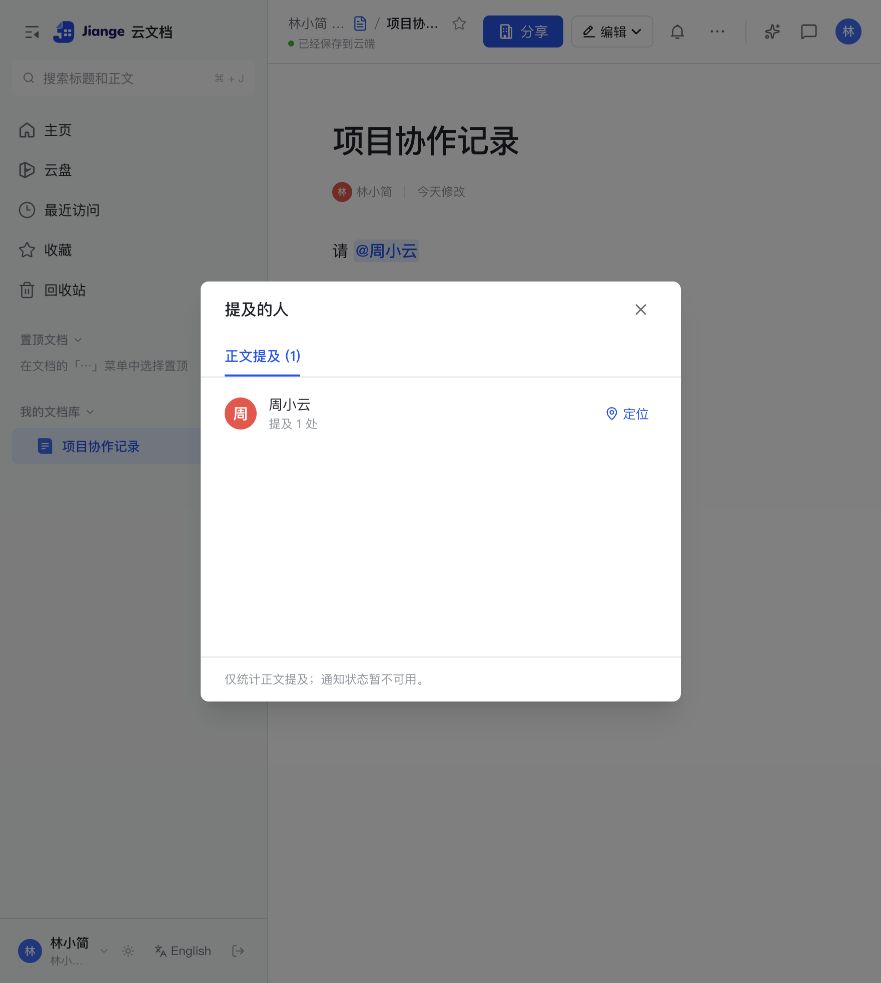 Jiange 云文档
搜索标题和正文 ⌘ + J
主页
云盘
最近访问
收藏
回收站
置顶文档
在文档的「···」菜单中选择置顶
我的文档库
项目协作记录
林小简 ... / 项目协...
已经保存到云端
分享
编辑
林
项目协作记录
林 林小简 | 今天修改
请 @周小云
提及的人
正文提及 (1)
周 周小云
提及 1 处
定位
仅统计正文提及；通知状态暂不可用。
林 林小简
林小...
English